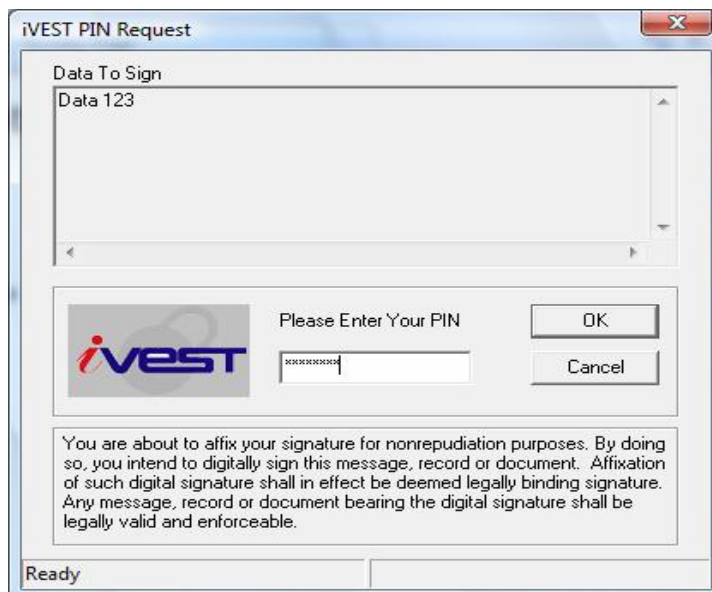 iVEST PIN Request
Data To Sign
Data 123
Please Enter Your PIN
OK
ivest
********
Cancel
You are about to affix your signature for nonrepudiation purposes. By doing
so, you intend to digitally sign this message, record or document.  Affixation
of such digital signature shall in effect be deemed legally binding signature.
Any message, record or document bearing the digital signature shall be
legally valid and enforceable.
Ready